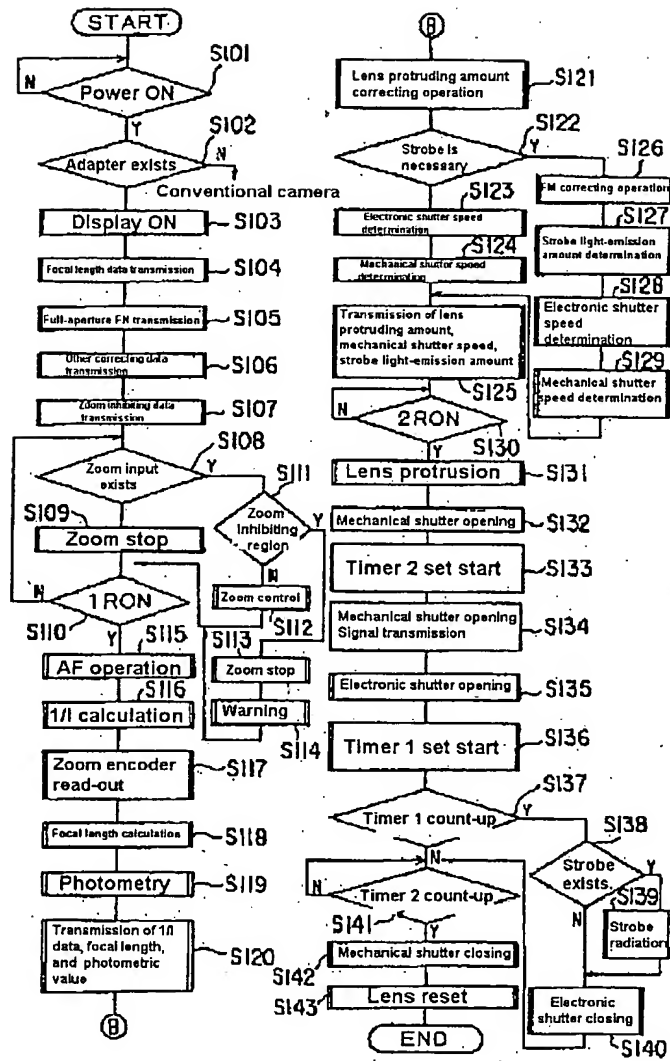 START
S101
N
Power ON
Y
S102
Adapter exists
N
Conventional camera
Display ON
S103
Focal length data transmission
S104
Full-aperture FN transmission
S105
Other correcting data
transmission
S106
Zoom inhibiting data
transmission
S107
S108
Zoom input
exists
Y
S111
S109
Zoom stop
Zoom
inhibiting
region
Y
N
N
1 RON
S110
Y
Zoom control
S112
S115
AF operation
S113
Zoom stop
S116
1/l calculation
Warning
S114
Zoom encoder
read-out
S117
Focal length calculation
S118
Photometry
S119
Transmission of 1/l
data, focal length,
and photometric
value
S120
B
B
Lens protruding amount
correcting operation
S121
S122
Strobe is
necessary
Y
S126
N
S123
FM correcting operation
Electronic shutter speed
determination
S127
S124
Strobe light-emission
amount determination
Mechanical shutter speed
determination
S128
Transmission of lens
protruding amount,
mechanical shutter speed,
strobe light-emission amount
Electronic shutter
speed
determination
S129
S125
Mechanical shutter
speed determination
N
2 RON
S130
Y
Lens protrusion
S131
Mechanical shutter opening
S132
Timer 2 set start
S133
Mechanical shutter opening
Signal transmission
S134
Electronic shutter opening
S135
Timer 1 set start
S136
S137
Timer 1 count-up
Y
S138
N
Strobe
exists.
Y
N
Timer 2 count-up
S139
N
S141
Y
Strobe
radiation
Mechanical shutter closing
S142
Lens reset
S143
Electronic
shutter closing
S140
END